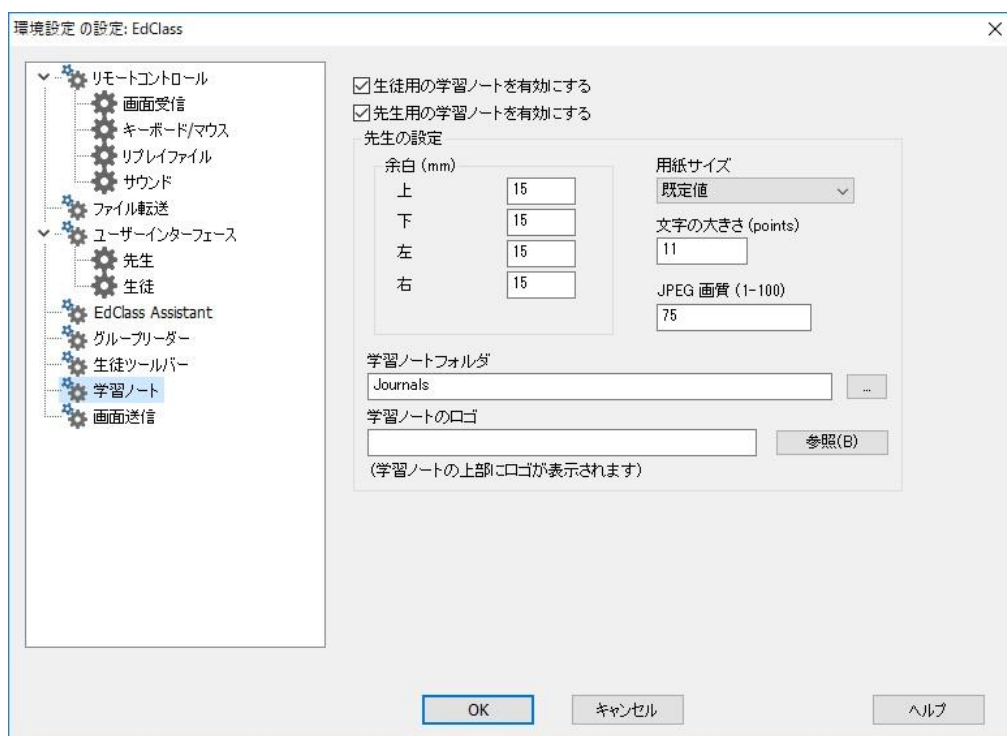 環境設定 の設定: EdClass
リモートコントロール
画面受信
キーボード/マウス
リプレイファイル
サウンド
ファイル転送
ユーザーインターフェース
先生
生徒
EdClass Assistant
グループリーダー
生徒ツールバー
学習ノート
画面送信
生徒用の学習ノートを有効にする
先生用の学習ノートを有効にする
先生の設定
余白 (mm)
上 15
下 15
左 15
右 15
用紙サイズ
既定値
文字の大きさ (points)
11
JPEG 画質 (1-100)
75
学習ノートフォルダ
Journals ...
学習ノートのロゴ
参照(B)
(学習ノートの上部にロゴが表示されます)
OK キャンセル ヘルプ